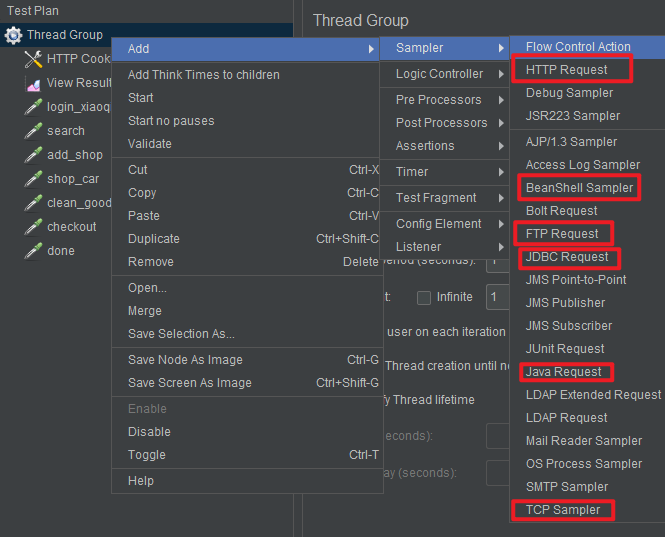 Test Plan
Thread Group
HTTP Cook
View Result
login_xiaoqi
search
add_shop
shop_car
clean_good
checkout
done
Add
Add Think Times to children
Start
Start no pauses
Validate
Cut Ctrl-X
Copy Ctrl-C
Paste Ctrl-V
Duplicate Ctrl+Shift-C
Remove Delete
Open...
Merge
Save Selection As...
Save Node As Image Ctrl-G
Save Screen As Image Ctrl+Shift-G
Enable
Disable
Toggle Ctrl-T
Help
Thread Group
Sampler
Logic Controller
Pre Processors
Post Processors
Assertions
Timer
Test Fragment
Config Element
Listener
Flow Control Action
HTTP Request
Debug Sampler
JSR223 Sampler
AJP/1.3 Sampler
Access Log Sampler
BeanShell Sampler
Bolt Request
FTP Request
JDBC Request
JMS Point-to-Point
JMS Publisher
JMS Subscriber
JUnit Request
Java Request
LDAP Extended Request
LDAP Request
Mail Reader Sampler
OS Process Sampler
SMTP Sampler
TCP Sampler
(seconds): 1
t: Infinite 1
user on each iteration
Thread creation until ne
fy Thread lifetime
econds):
ay (seconds):